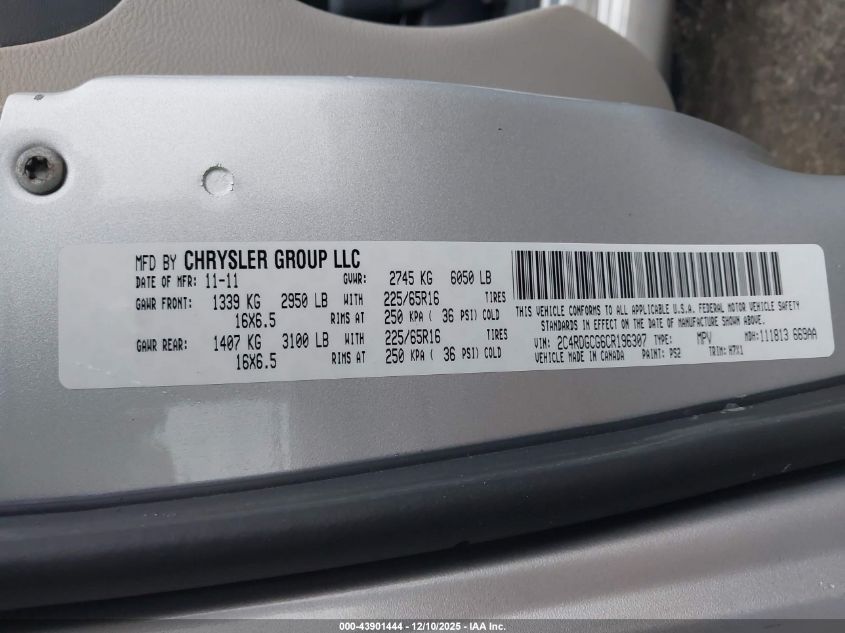 MFD BY CHRYSLER GROUP LLC
DATE OF MFR: 11-11 GVWR: 2745 KG 6050 LB
GAWR FRONT: 1339 KG 2950 LB WITH 225/65R16 TIRES
16X6.5 RIMS AT 250 KPA ( 36 PSI) COLD
GAWR REAR: 1407 KG 3100 LB WITH 225/65R16 TIRES
16X6.5 RIMS AT 250 KPA ( 36 PSI) COLD
THIS VEHICLE CONFORMS TO ALL APPLICABLE U.S.A. FEDERAL MOTOR VEHICLE SAFETY
STANDARDS IN EFFECT ON THE DATE OF MANUFACTURE SHOWN ABOVE.
VIN: 2C4RDGCG6CR196307 TYPE: MPV MDH: 111813 669AA
VEHICLE MADE IN CANADA PAINT: PS2 TRIM: H7X1
000-43901444 - 12/10/2025 - IAA Inc.